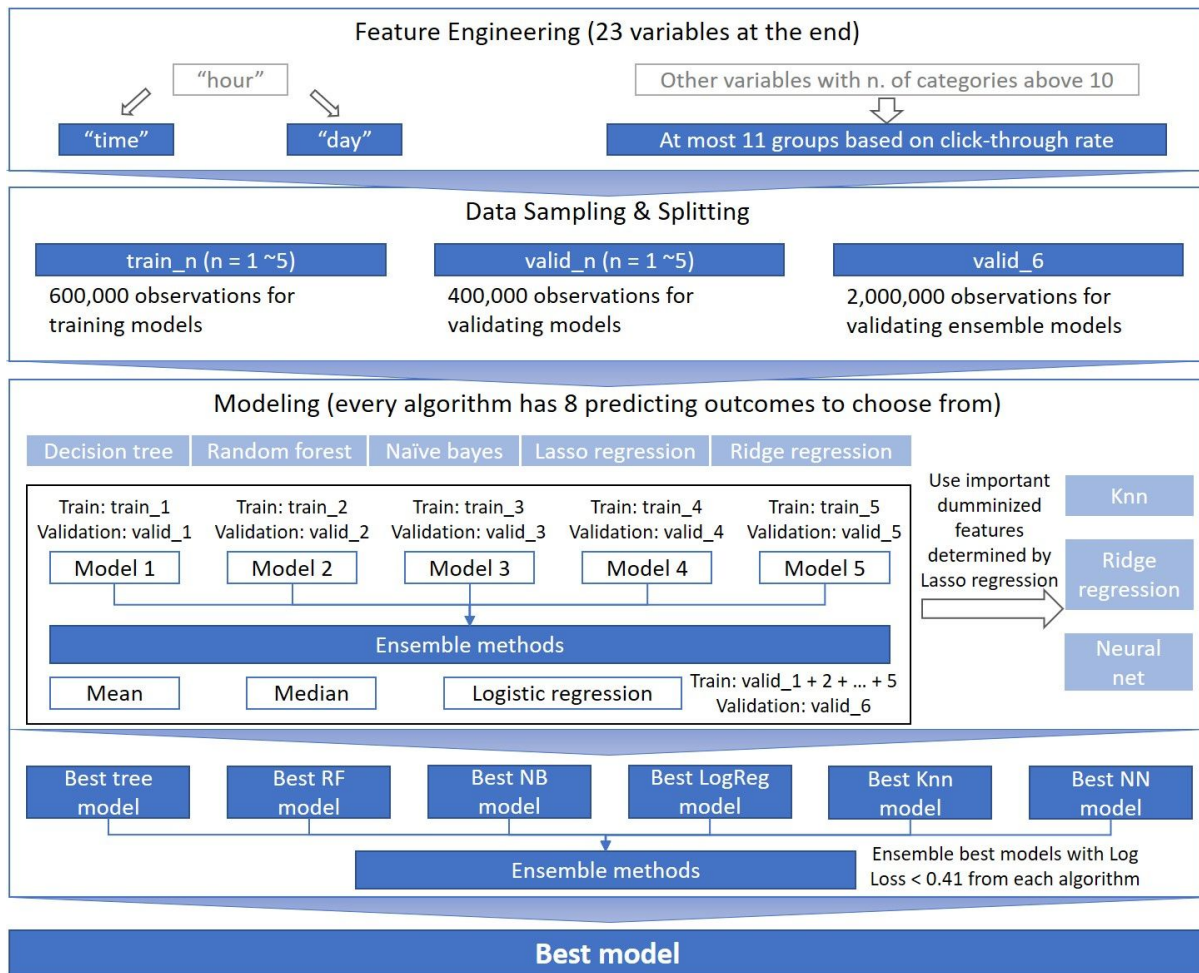 Feature Engineering (23 variables at the end)
“hour”
Other variables with n. of categories above 10
“time”
“day”
At most 11 groups based on click-through rate
Data Sampling & Splitting
train_n (n = 1 ~5)
valid_n (n = 1 ~5)
valid_6
600,000 observations for
training models
400,000 observations for
validating models
2,000,000 observations for
validating ensemble models
Modeling (every algorithm has 8 predicting outcomes to choose from)
Decision tree
Random forest
Naïve bayes
Lasso regression
Ridge regression
Train: train_1
Validation: valid_1
Model 1
Train: train_2
Validation: valid_2
Model 2
Train: train_3
Validation: valid_3
Model 3
Train: train_4
Validation: valid_4
Model 4
Train: train_5
Validation: valid_5
Model 5
Ensemble methods
Mean
Median
Logistic regression
Train: valid_1 + 2 + ... + 5
Validation: valid_6
Use important
dumminized
features
determined by
Lasso regression
Knn
Ridge
regression
Neural
net
Best tree
model
Best RF
model
Best NB
model
Best LogReg
model
Best Knn
model
Best NN
model
Ensemble methods
Ensemble best models with Log
Loss < 0.41 from each algorithm
Best model